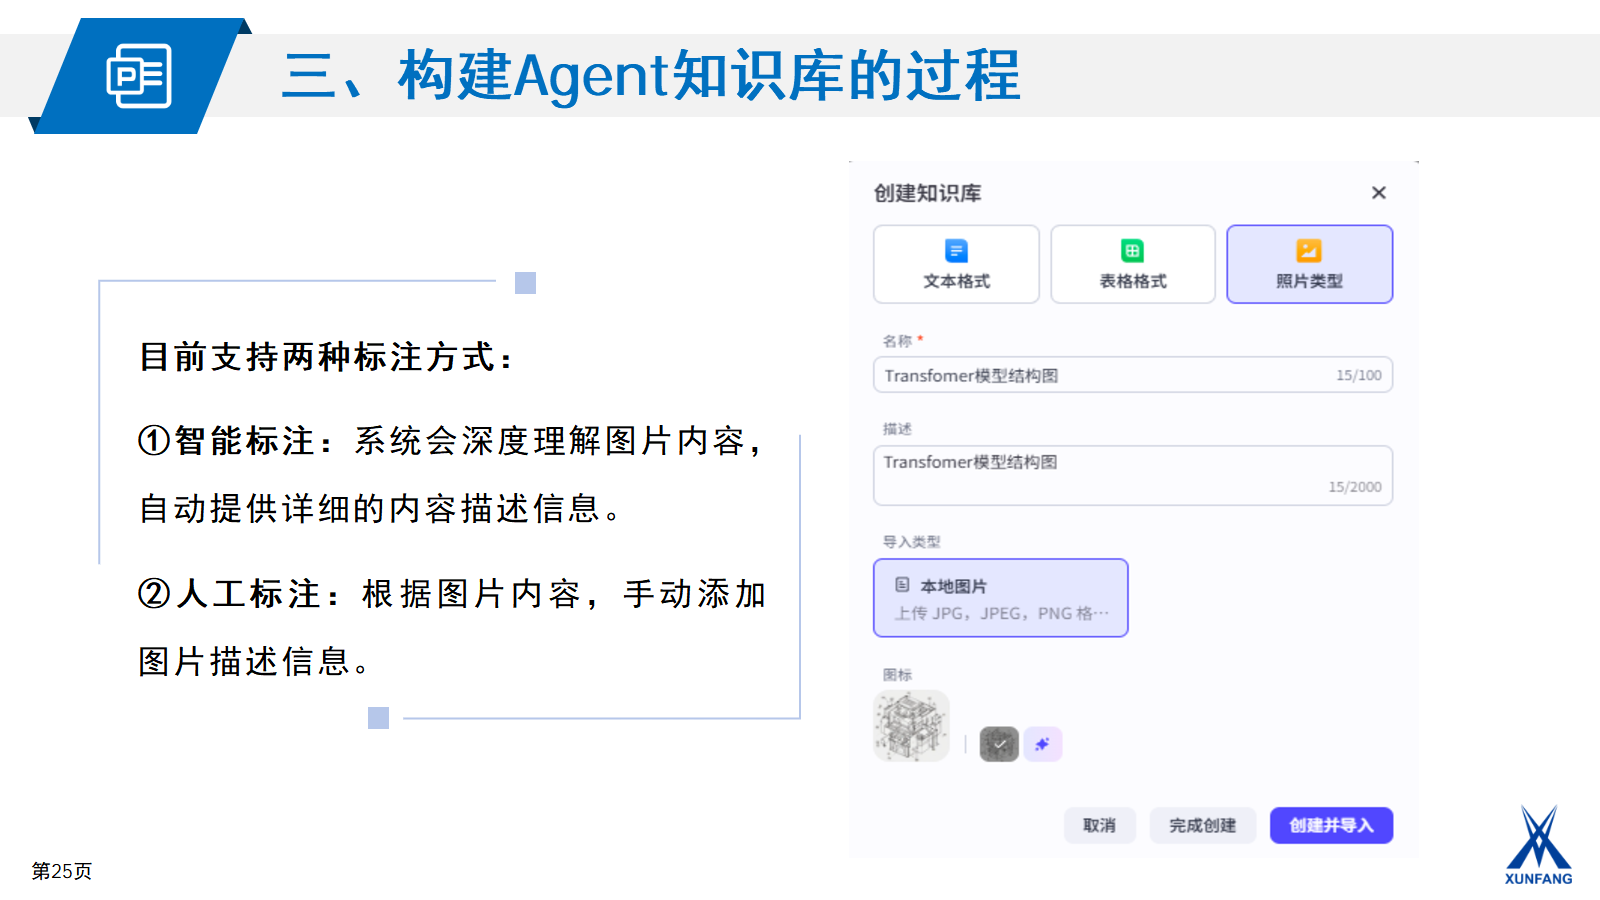 三、构建Agent知识库的过程
目前支持两种标注方式：
①智能标注：系统会深度理解图片内容，
自动提供详细的内容描述信息。
②人工标注：根据图片内容，手动添加
图片描述信息。
创建知识库
文本格式
表格格式
照片类型
名称 *
Transfomer模型结构图
15/100
描述
Transfomer模型结构图
15/2000
导入类型
本地图片
上传 JPG，JPEG，PNG 格…
图标
取消
完成创建
创建并导入
第25页
XUNFANG